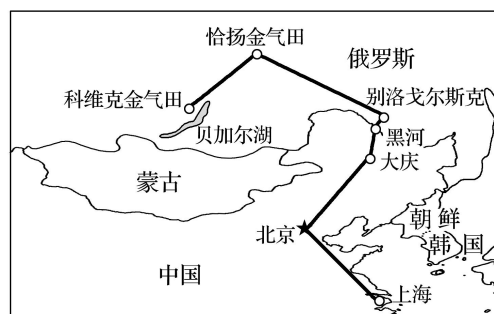 恰扬金气田
俄罗斯
科维克金气田
别洛戈尔斯克
贝加尔湖
黑河
大庆
蒙古
朝鲜
北京
韩国
中国
上海